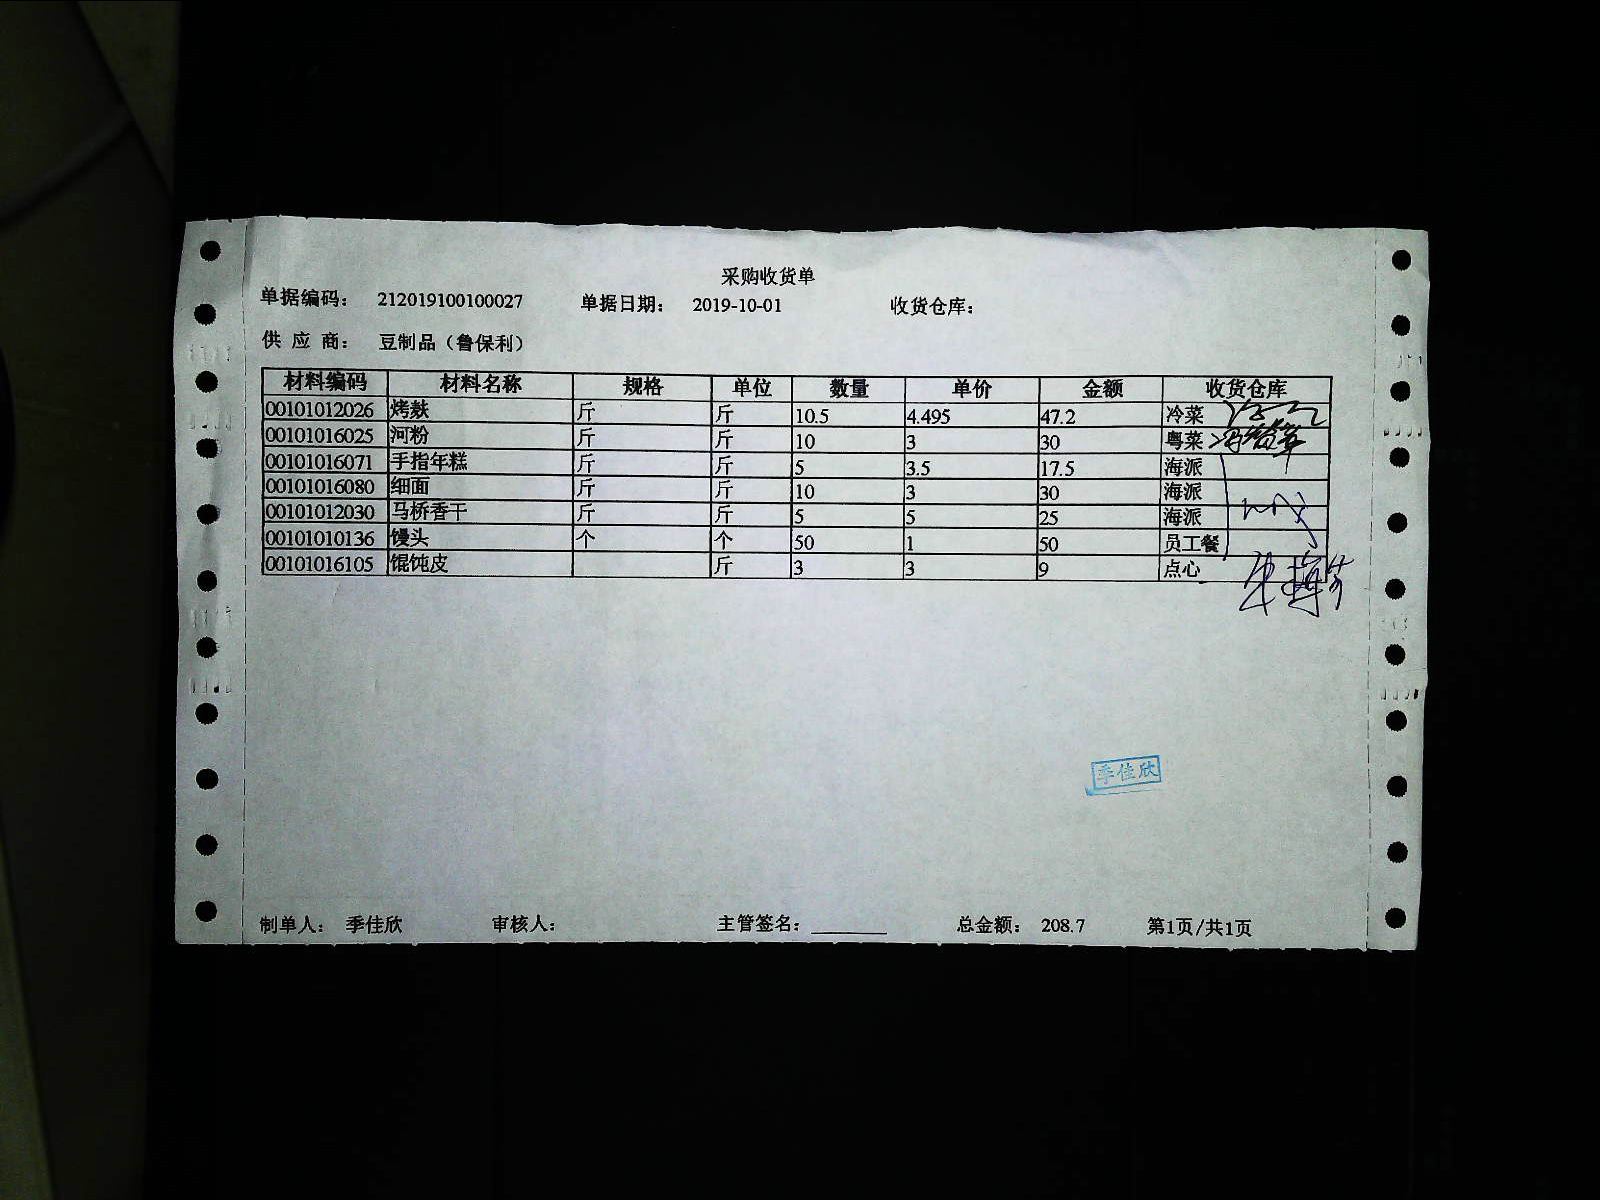 采购收货单
单据编码： 212019100100027 单据日期： 2019-10-01 收货仓库：
供 应 商： 豆制品（鲁保利）
材料编码 材料名称 规格 单位 数量 单价 金额 收货仓库
00101012026 烤麸 斤 斤 10.5 4.495 47.2 冷菜
00101016025 河粉 斤 斤 10 3 30 粤菜
00101016071 手指年糕 斤 斤 5 3.5 17.5 海派
00101016080 细面 斤 斤 10 3 30 海派
00101012030 马桥香干 斤 斤 5 5 25 海派
00101010136 馒头 个 个 50 1 50 员工餐
00101016105 馄饨皮 斤 3 3 9 点心
季佳欣
制单人： 季佳欣 审核人： 主管签名： 总金额： 208.7 第1页/共1页